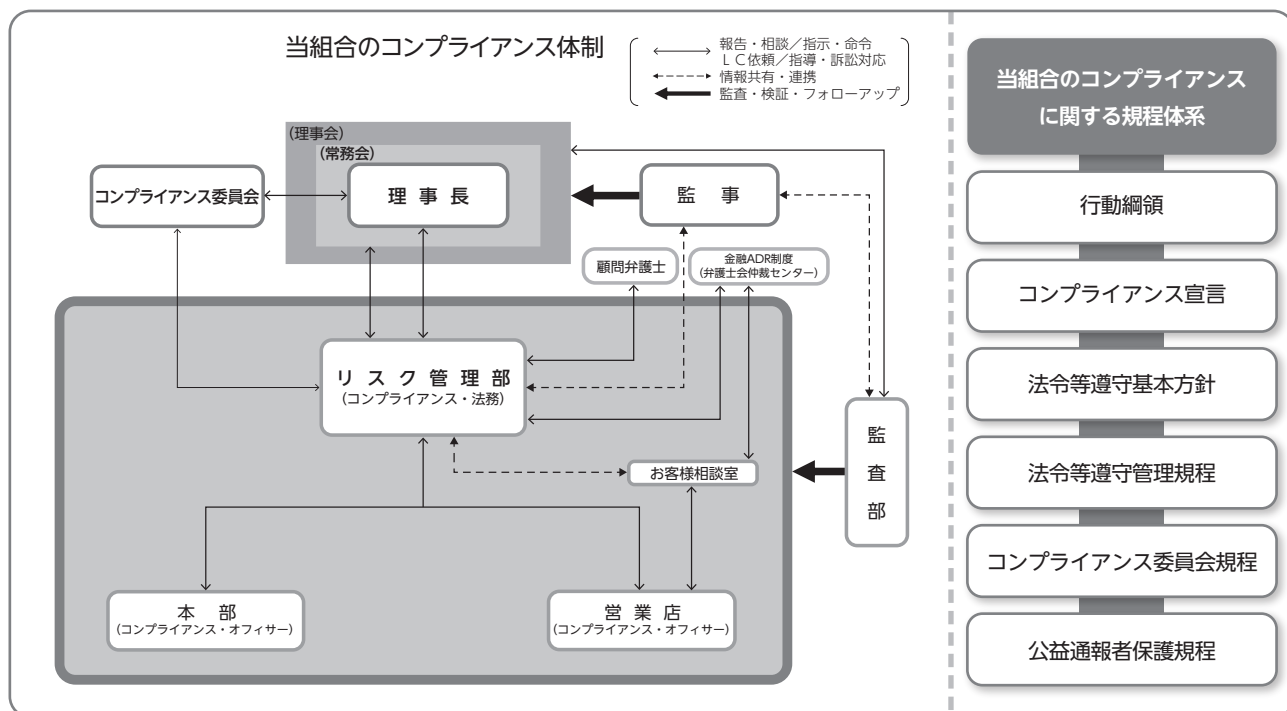 当組合のコンプライアンス体制
報告・相談／指示・命令
ＬＣ依頼／指導・訴訟対応
情報共有・連携
監査・検証・フォローアップ
(理事会)
(常務会)
コンプライアンス委員会
理事長
監事
顧問弁護士
金融ADR制度
(弁護士会仲裁センター)
リスク管理部
(コンプライアンス・法務)
お客様相談室
監査部
本部
(コンプライアンス・オフィサー)
営業店
(コンプライアンス・オフィサー)
当組合のコンプライアンス
に関する規程体系
行動綱領
コンプライアンス宣言
法令等遵守基本方針
法令等遵守管理規程
コンプライアンス委員会規程
公益通報者保護規程